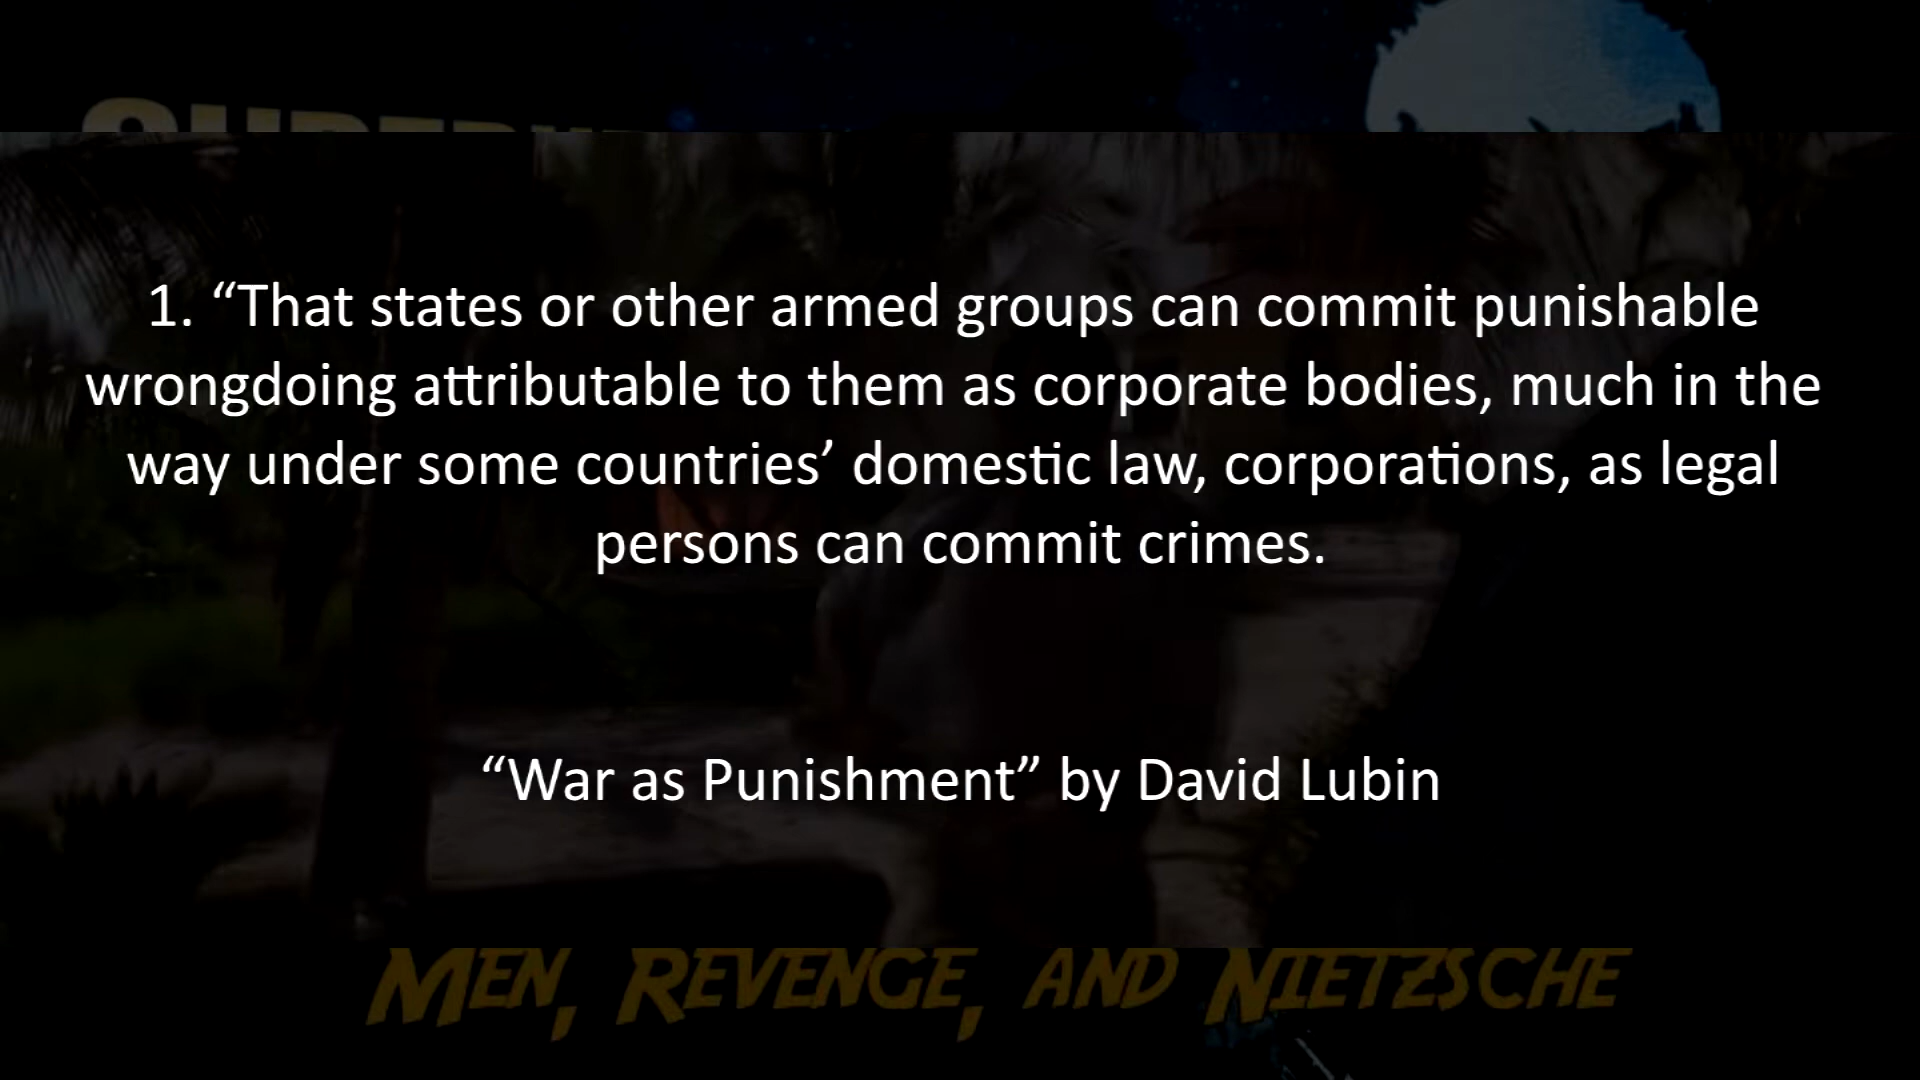 1. “That states or other armed groups can commit punishable
wrongdoing attributable to them as corporate bodies, much in the
way under some countries’ domestic law, corporations, as legal
persons can commit crimes.
“War as Punishment” by David Lubin
Men, Revenge, and Nietzsche